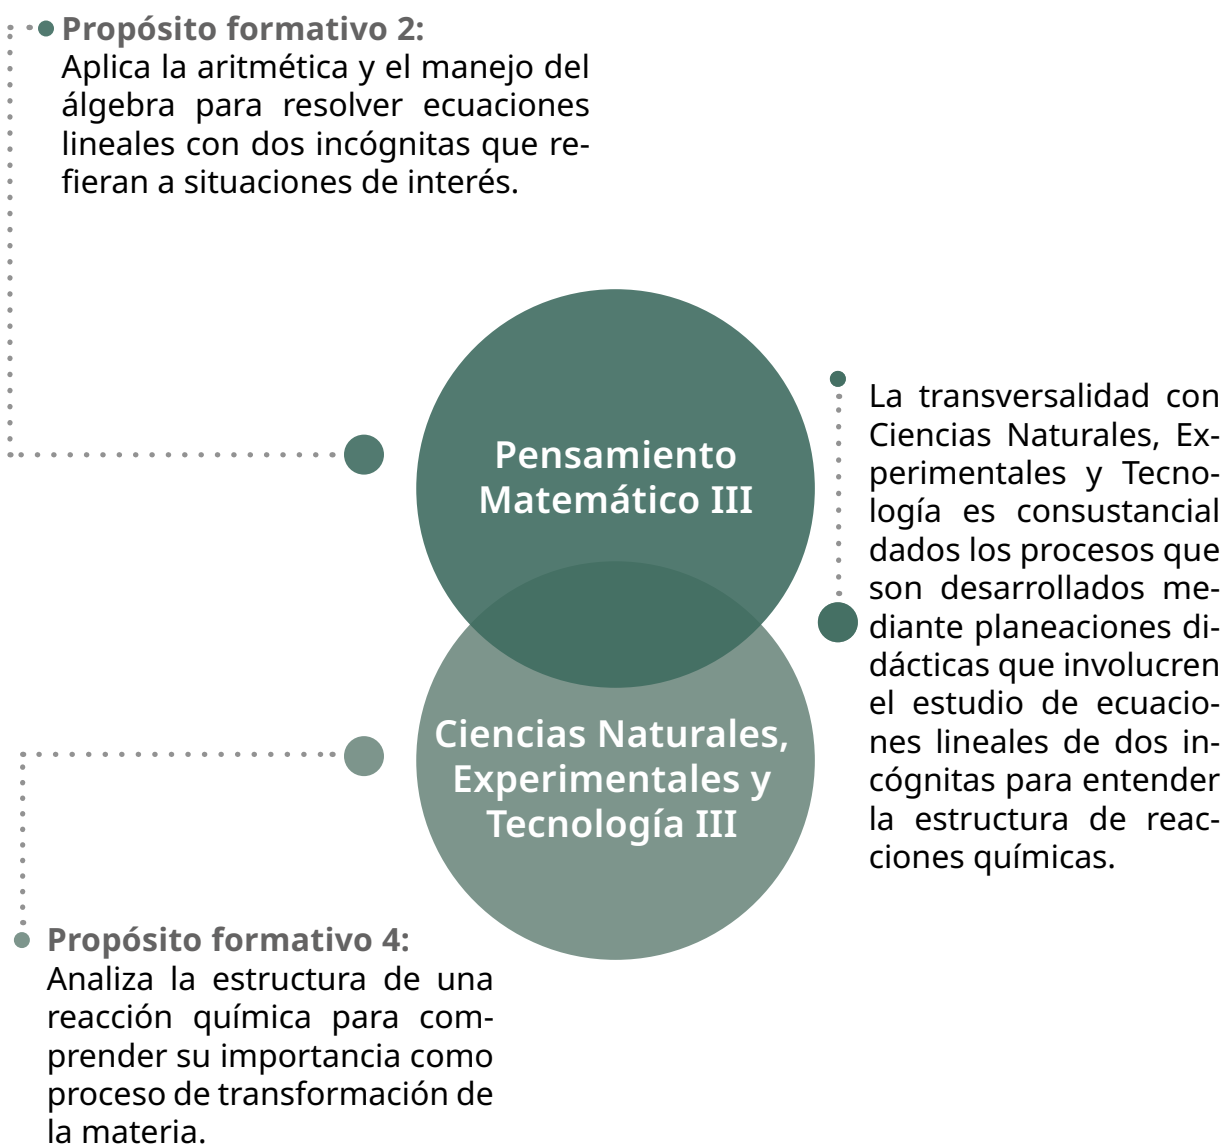 Propósito formativo 2:
Aplica la aritmética y el manejo del
álgebra para resolver ecuaciones
lineales con dos incógnitas que re-
fieran a situaciones de interés.
Pensamiento
Matemático III
La transversalidad con
Ciencias Naturales, Ex-
perimentales y Tecno-
logía es consustancial
dados los procesos que
son desarrollados me-
diante planeaciones di-
dácticas que involucren
el estudio de ecuacio-
nes lineales de dos in-
cógnitas para entender
la estructura de reac-
ciones químicas.
Ciencias Naturales,
Experimentales y
Tecnología III
Propósito formativo 4:
Analiza la estructura de una
reacción química para com-
prender su importancia como
proceso de transformación de
la materia.